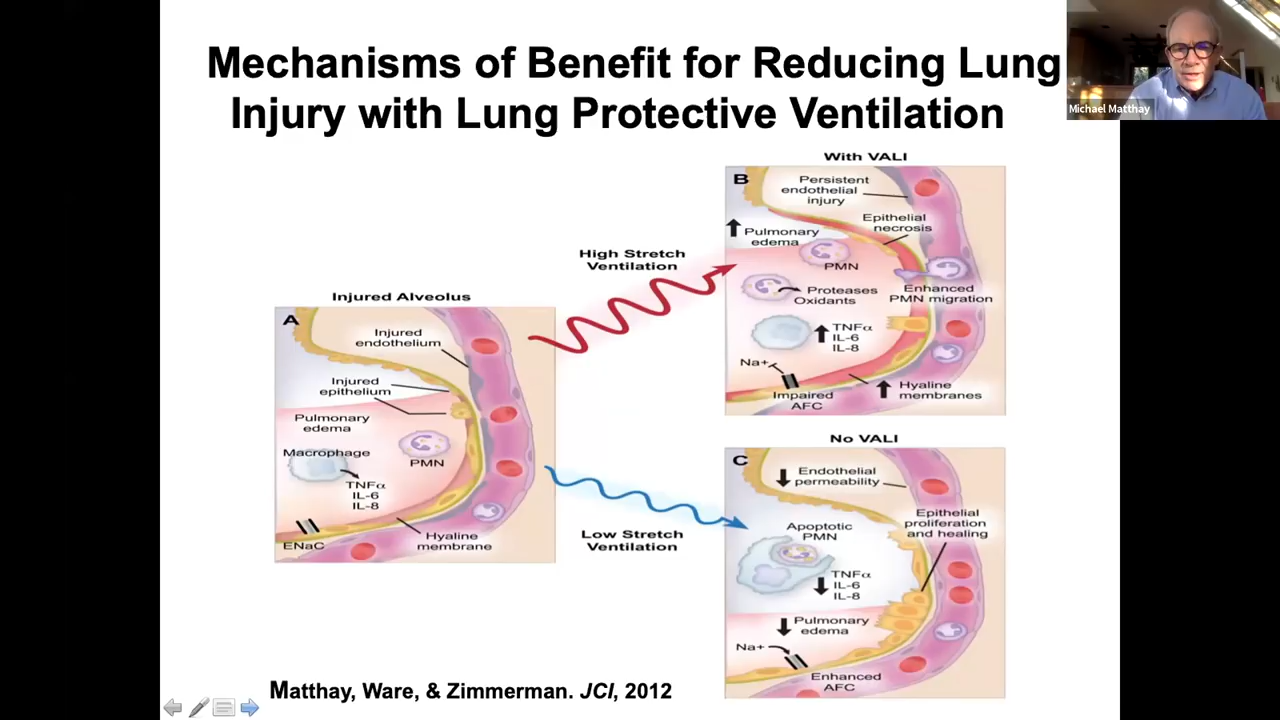 Mechanisms of Benefit for Reducing Lung
Injury with Lung Protective Ventilation
Michael Matthay
Injured Alveolus
A
Injured
endothelium
Injured
epithelium
Pulmonary
edema
Macrophage
PMN
TNFα
IL-6
IL-8
ENaC
Hyaline
membrane
High Stretch
Ventilation
Low Stretch
Ventilation
With VALI
B
Persistent
endothelial
injury
Epithelial
necrosis
Pulmonary
edema
PMN
Proteases
Oxidants
Enhanced
PMN migration
TNFα
IL-6
IL-8
Na+
Impaired
AFC
Hyaline
membranes
No VALI
C
Endothelial
permeability
Epithelial
proliferation
and healing
Apoptotic
PMN
TNFα
IL-6
IL-8
Pulmonary
edema
Na+
Enhanced
AFC
Matthay, Ware, & Zimmerman. JCI, 2012